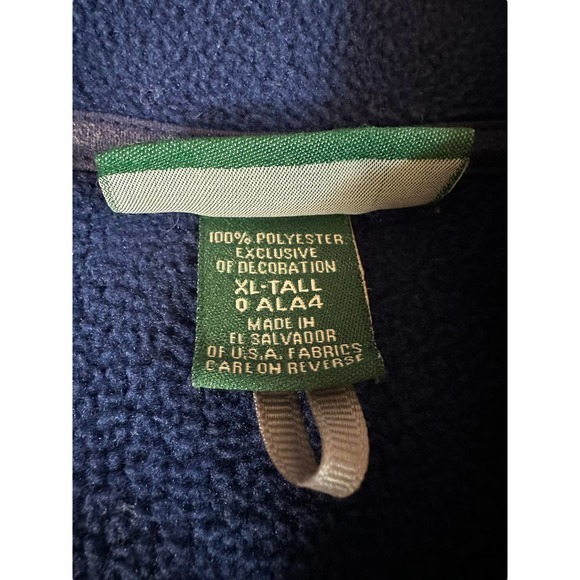 100% POLYESTER
EXCLUSIVE
OF DECORATION
XL-TALL
0 ALA4
MADE IN
EL SALVADOR
OF U.S.A. FABRICS
CARE ON REVERSE